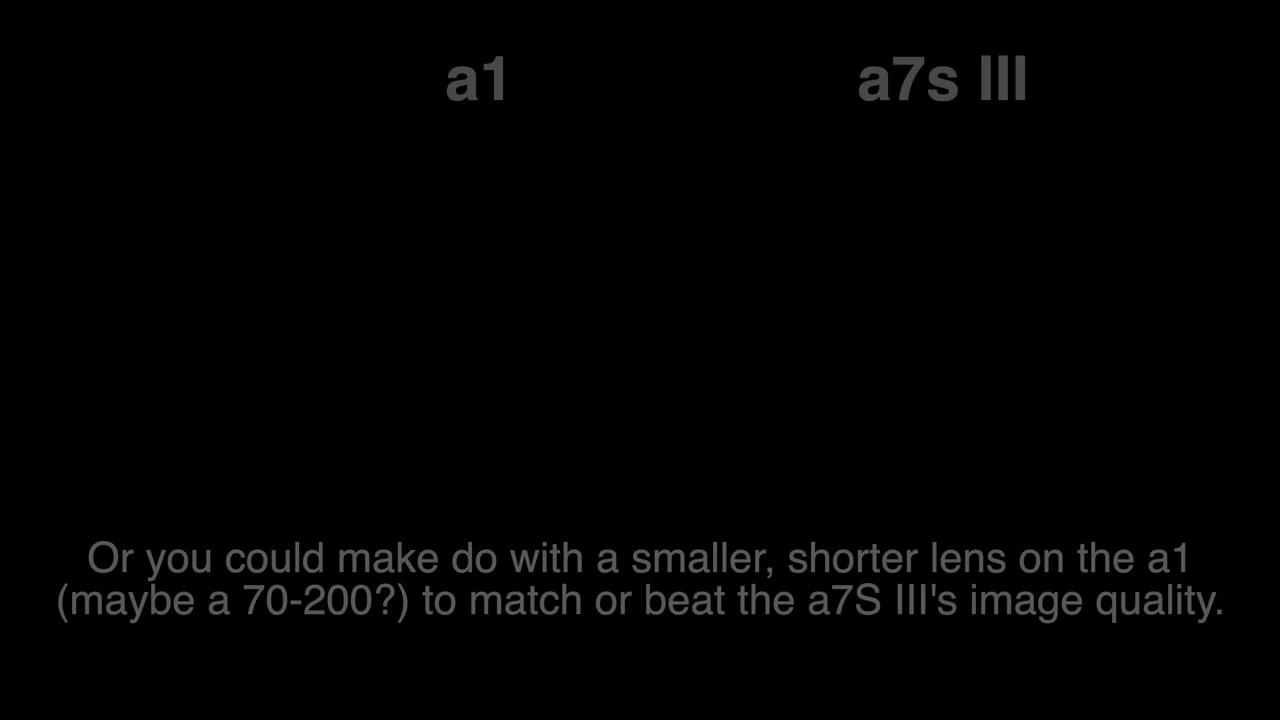 a1 a7s III
Or you could make do with a smaller, shorter lens on the a1
(maybe a 70-200?) to match or beat the a7S III's image quality.